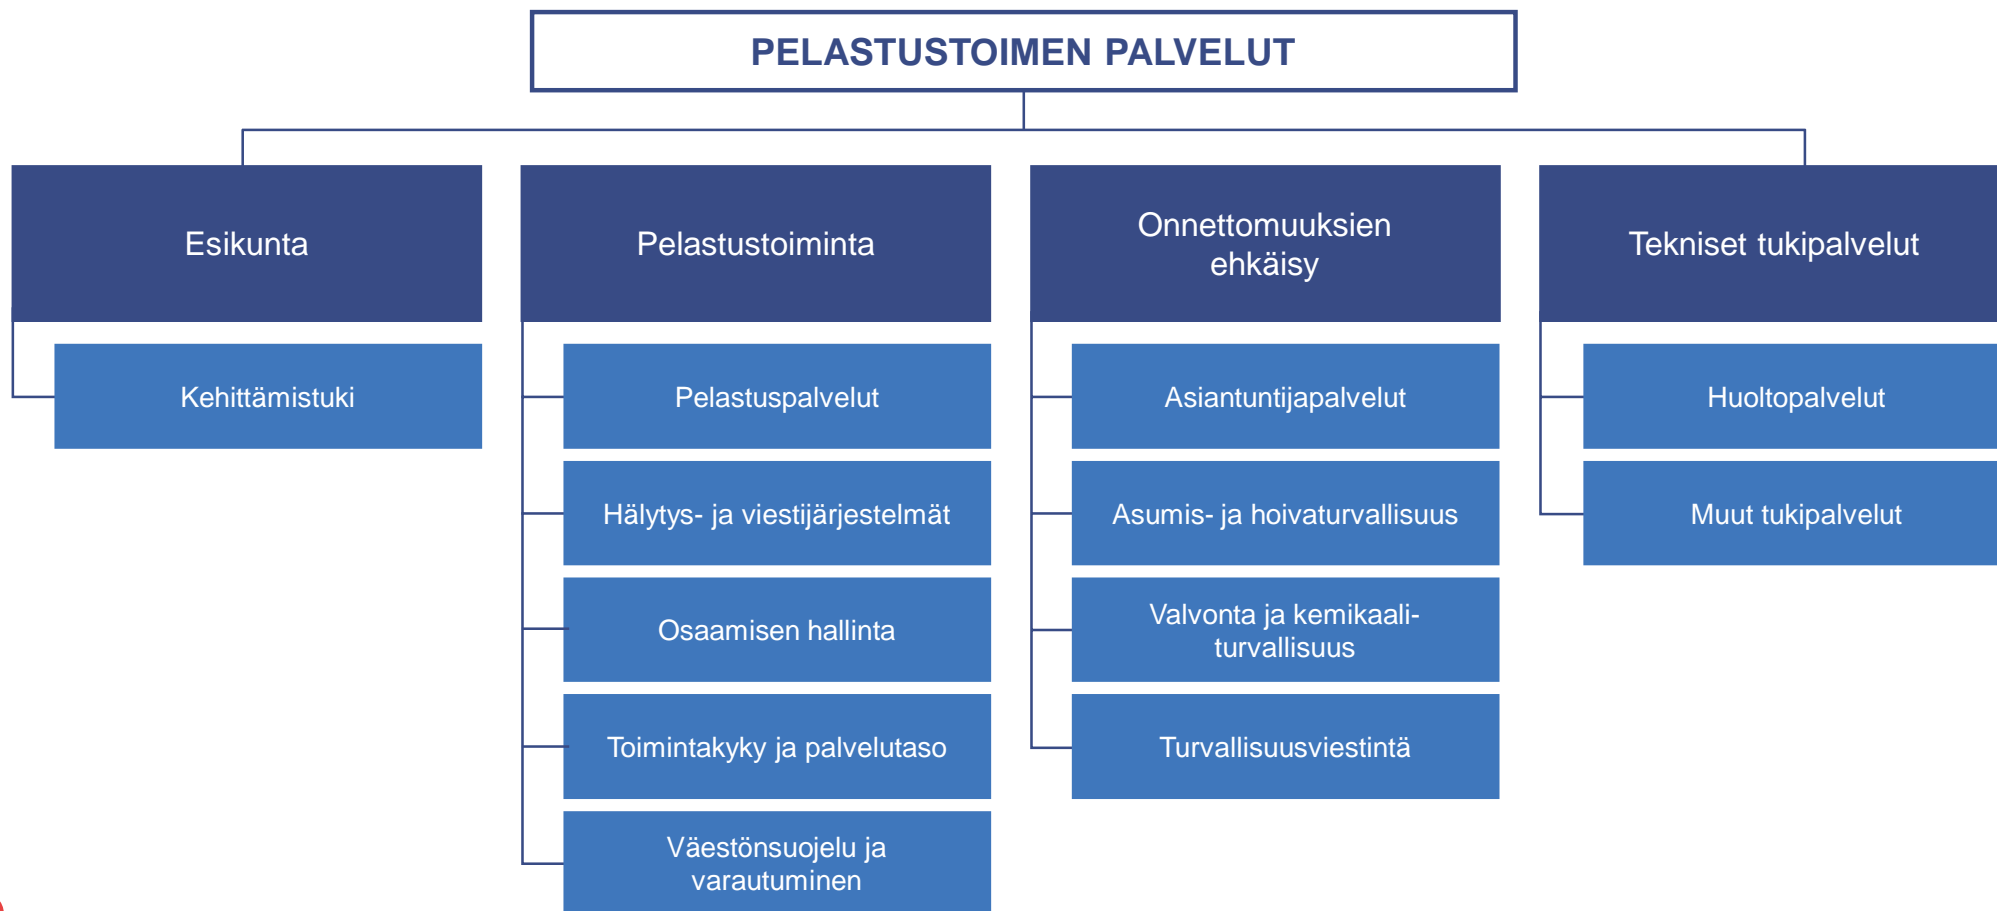 PELASTUSTOIMEN PALVELUT
Esikunta
Kehittämistuki
Pelastustoiminta
Pelastuspalvelut
Hälytys- ja viestijärjestelmät
Osaamisen hallinta
Toimintakyky ja palvelutaso
Väestönsuojelu ja
varautuminen
Onnettomuuksien
ehkäisy
Asiantuntijapalvelut
Asumis- ja hoivaturvallisuus
Valvonta ja kemikaali-
turvallisuus
Turvallisuusviestintä
Tekniset tukipalvelut
Huoltopalvelut
Muut tukipalvelut